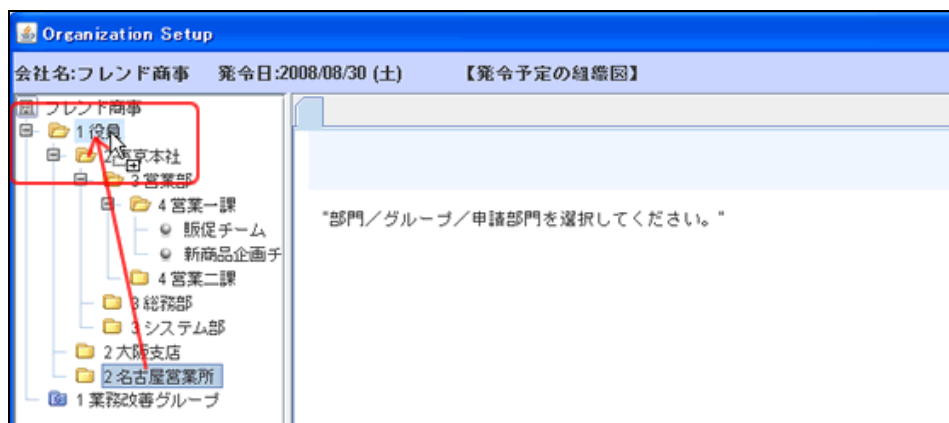 Organization Setup
会社名:フレンド商事 発令日:2008/08/30 (土) 【発令予定の組織図】
フレンド商事
1 役員
2 東京本社
3 営業部
4 営業一課
販促チーム
新商品企画チ
4 営業二課
3 総務部
3 システム部
2 大阪支店
2 名古屋営業所
1 業務改善グループ
"部門／グループ／申請部門を選択してください。"